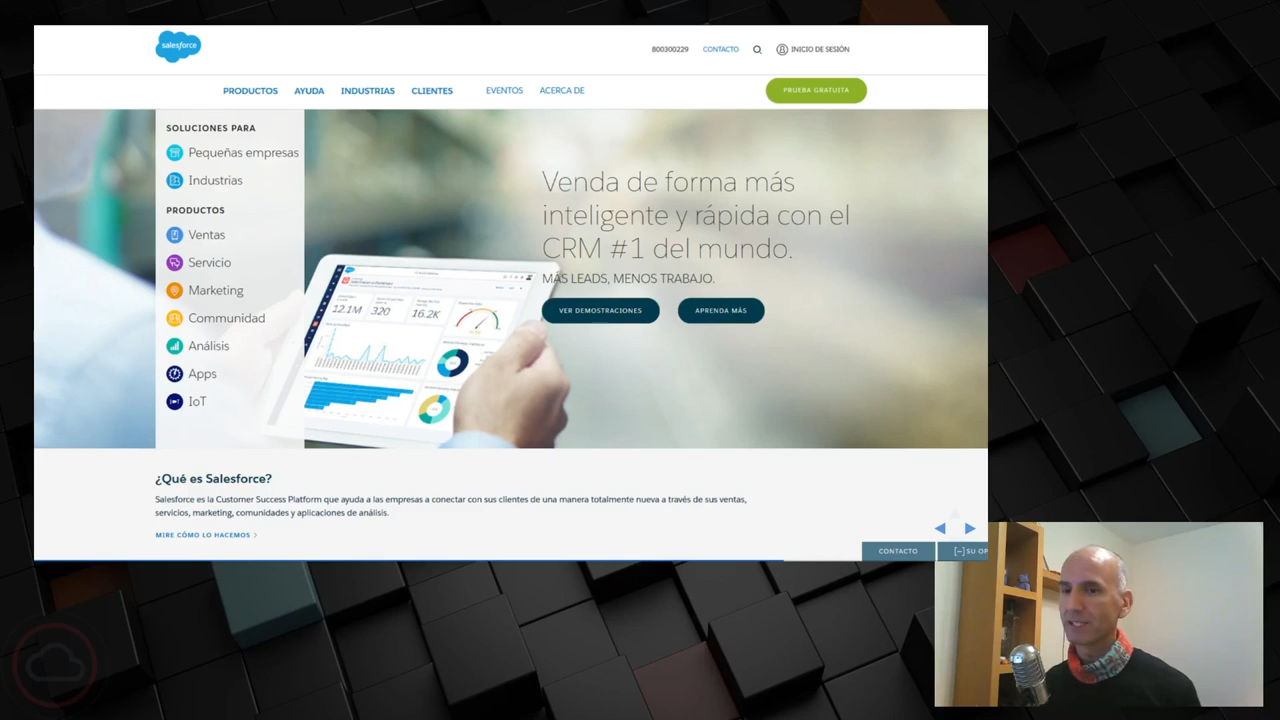 salesforce
800300229 CONTACTO INICIO DE SESIÓN
PRODUCTOS AYUDA INDUSTRIAS CLIENTES EVENTOS ACERCA DE PRUEBA GRATUITA
SOLUCIONES PARA
Pequeñas empresas
Industrias
PRODUCTOS
Ventas
Servicio
Marketing
Comunidad
Análisis
Apps
IoT
Venda de forma más
inteligente y rápida con el
CRM #1 del mundo.
MÁS LEADS, MENOS TRABAJO.
VER DEMOSTRACIONES APRENDA MÁS
12.1M 320 16.2K
¿Qué es Salesforce?
Salesforce es la Customer Success Platform que ayuda a las empresas a conectar con sus clientes de una manera totalmente nueva a través de sus ventas,
servicios, marketing, comunidades y aplicaciones de análisis.
MIRE CÓMO LO HACEMOS >
CONTACTO [–] SU OP